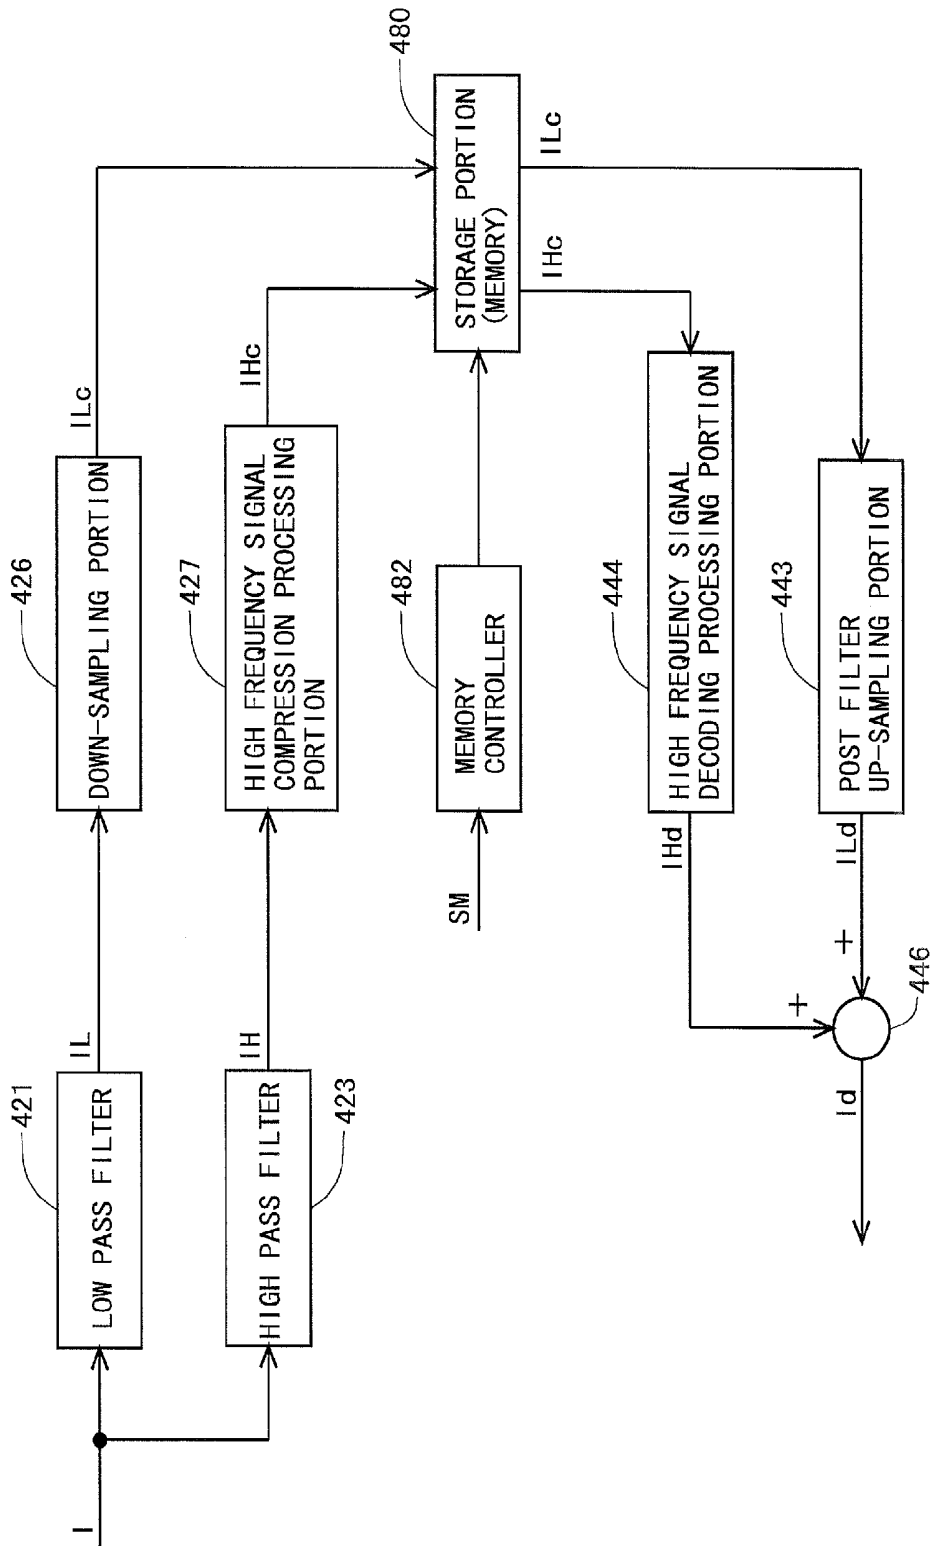 I
421
LOW PASS FILTER
IL
426
DOWN-SAMPLING PORTION
ILc
423
HIGH PASS FILTER
IH
427
HIGH FREQUENCY SIGNAL
COMPRESSION PROCESSING
PORTION
IHc
480
STORAGE PORTION
(MEMORY)
SM
482
MEMORY
CONTROLLER
IHc
ILc
444
HIGH FREQUENCY SIGNAL
DECODING PROCESSING PORTION
IHd
+
443
POST FILTER
UP-SAMPLING PORTION
ILd
+
446
Id